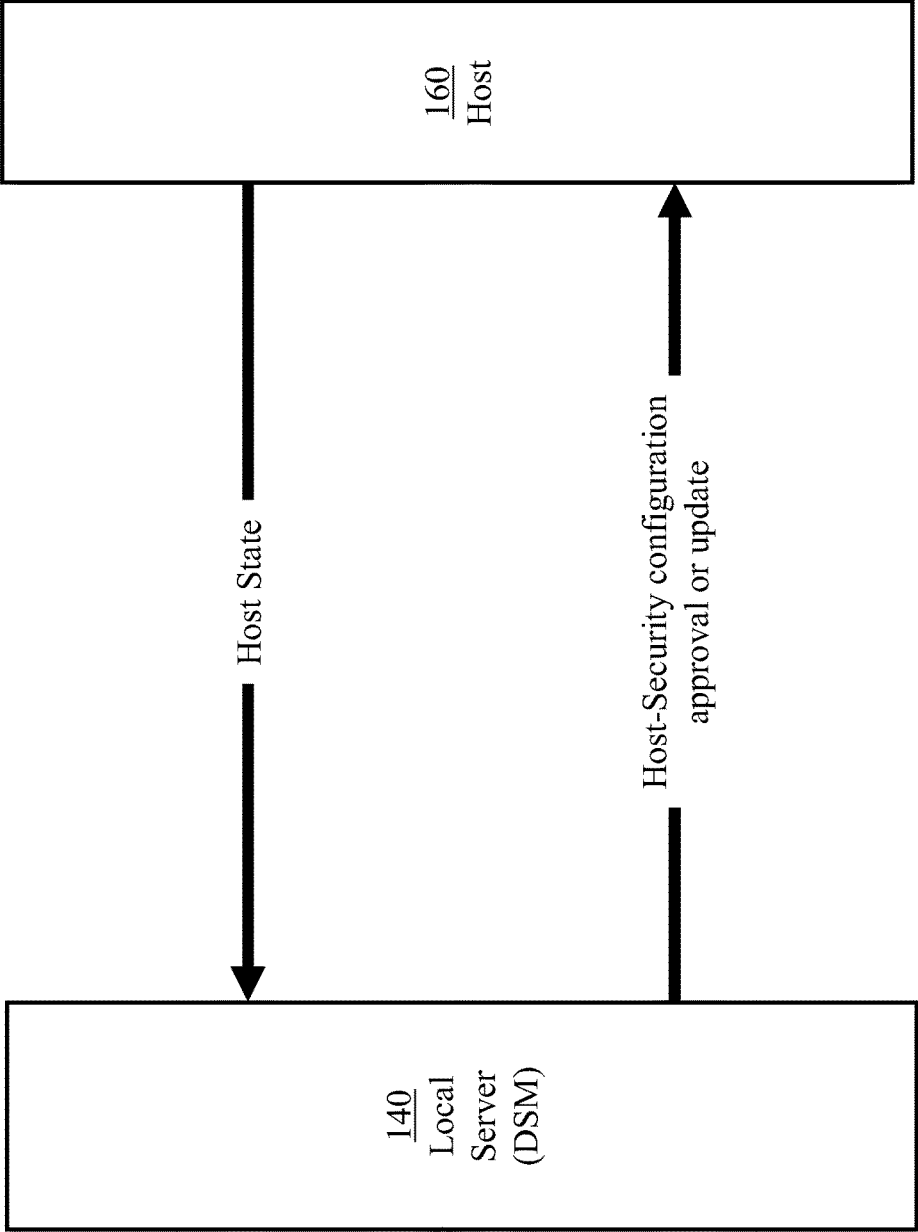 140
Local
Server
(DSM)
Host State
Host-Security configuration
approval or update
160
Host